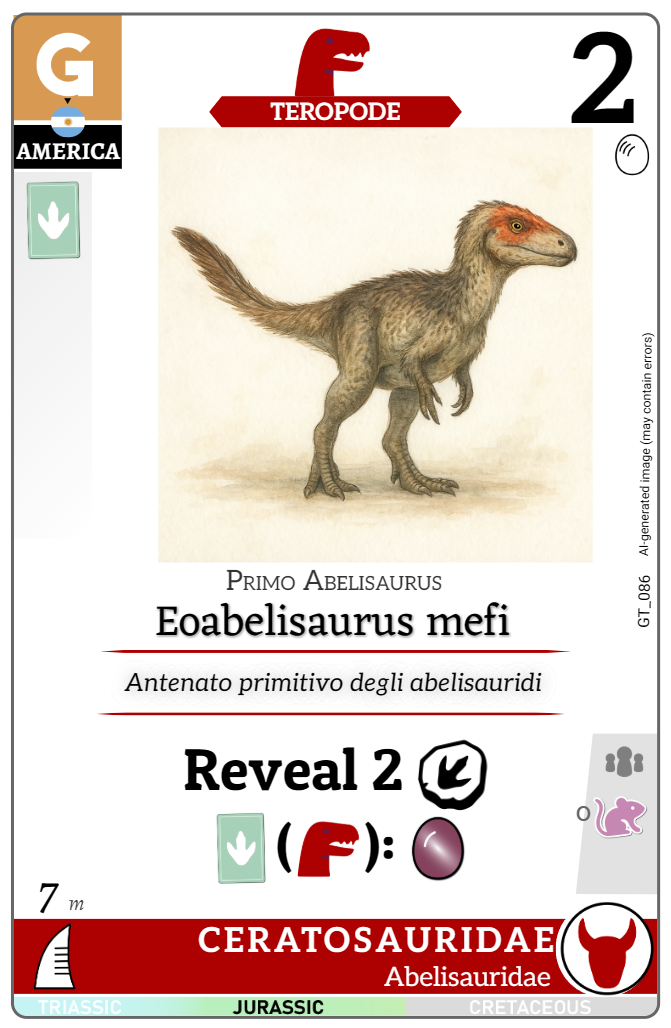 G
AMERICA
TEROPODE
2
AI-generated image (may contain errors)
GT_086
Primo Abelisaurus
Eoabelisaurus mefi
Antenato primitivo degli abelisauridi
Reveal 2
( ):
o
7 m
CERATOSAURIDAE
Abelisauridae
TRIASSIC JURASSIC CRETACEOUS